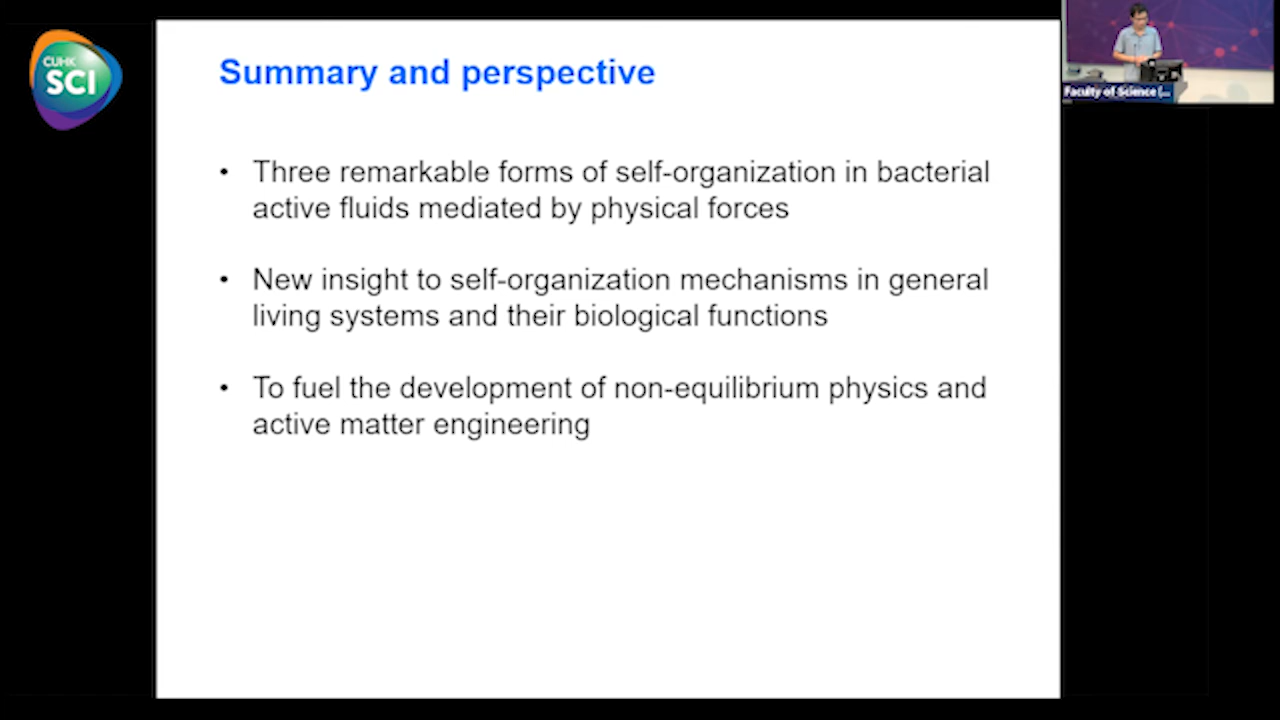 CUHK
SCI
Summary and perspective
Faculty of Science (...
• Three remarkable forms of self-organization in bacterial
active fluids mediated by physical forces
• New insight to self-organization mechanisms in general
living systems and their biological functions
• To fuel the development of non-equilibrium physics and
active matter engineering